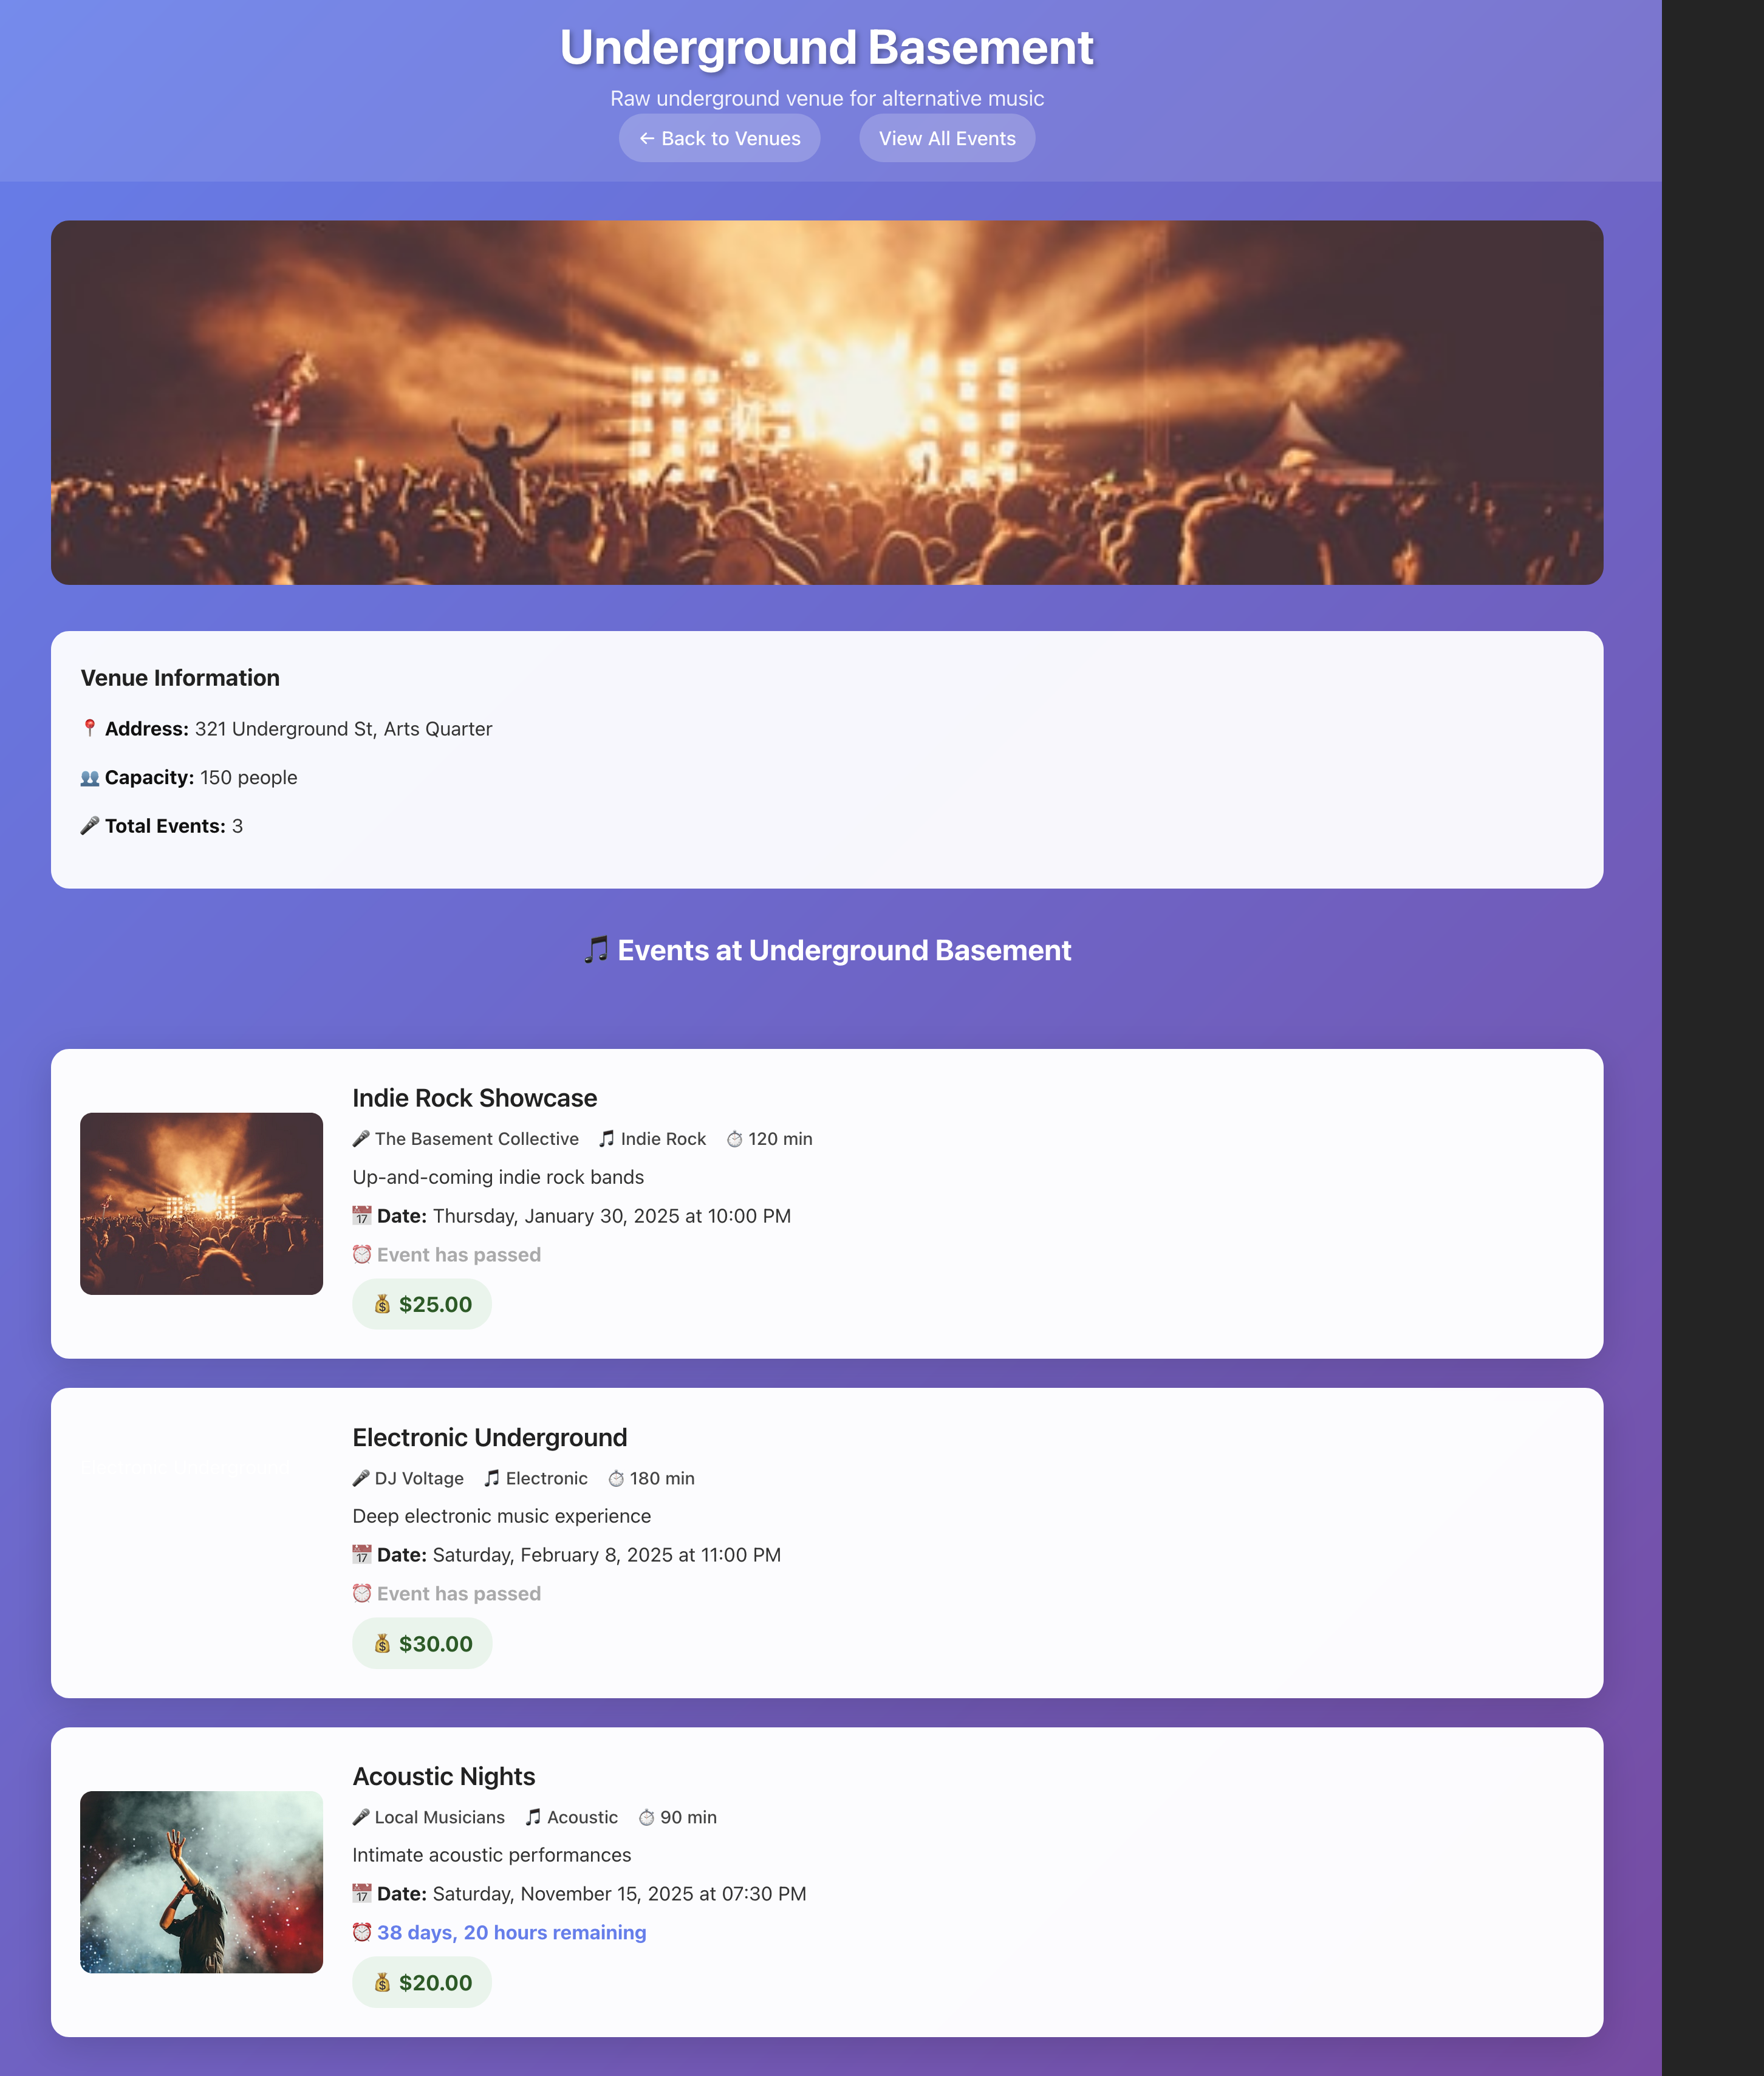 Underground Basement
Raw underground venue for alternative music
← Back to Venues
View All Events
Venue Information
📍 Address: 321 Underground St, Arts Quarter
👥 Capacity: 150 people
🎤 Total Events: 3
🎵 Events at Underground Basement
Indie Rock Showcase
🎤 The Basement Collective 🎵 Indie Rock ⏱ 120 min
Up-and-coming indie rock bands
📅 Date: Thursday, January 30, 2025 at 10:00 PM
⏰ Event has passed
💰 $25.00
Electronic Underground
Electronic Underground
🎤 DJ Voltage 🎵 Electronic ⏱ 180 min
Deep electronic music experience
📅 Date: Saturday, February 8, 2025 at 11:00 PM
⏰ Event has passed
💰 $30.00
Acoustic Nights
🎤 Local Musicians 🎵 Acoustic ⏱ 90 min
Intimate acoustic performances
📅 Date: Saturday, November 15, 2025 at 07:30 PM
⏰ 38 days, 20 hours remaining
💰 $20.00